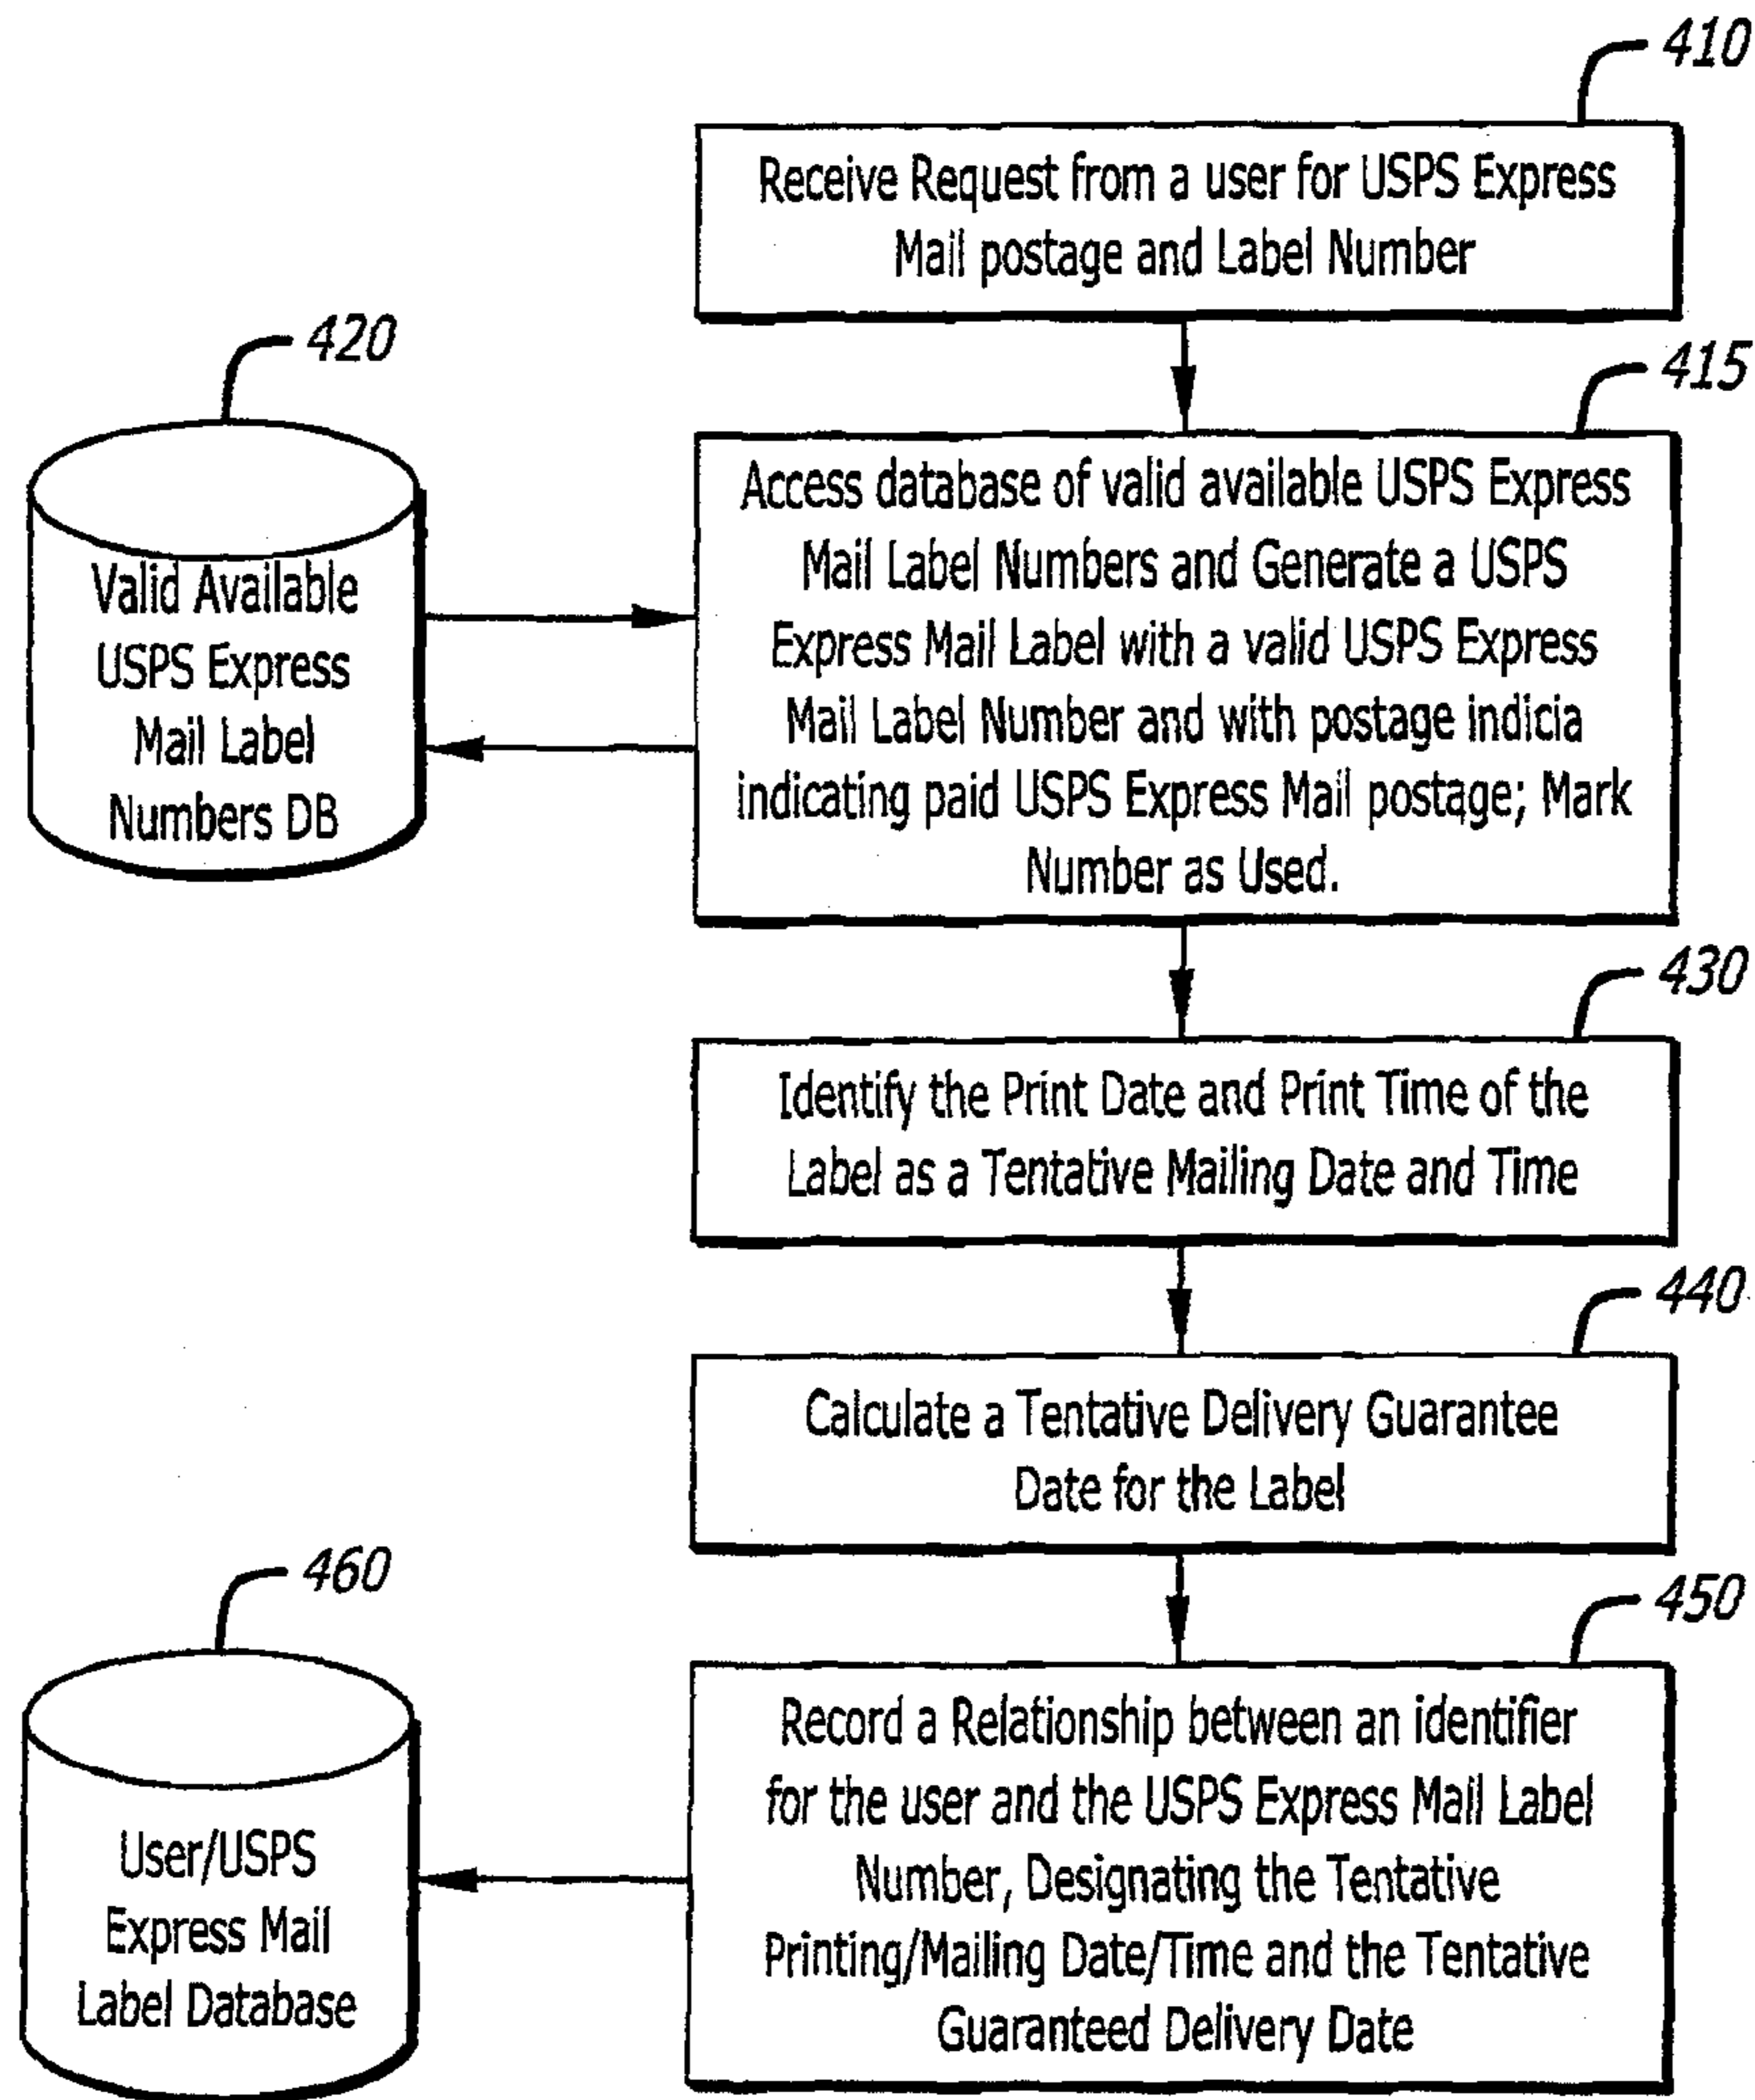 410
Receive Request from a user for USPS Express
Mail postage and Label Number
420
Valid Available
USPS Express
Mail Label
Numbers DB
415
Access database of valid available USPS Express
Mail Label Numbers and Generate a USPS
Express Mail Label with a valid USPS Express
Mail Label Number and with postage indicia
indicating paid USPS Express Mail postage; Mark
Number as Used.
430
Identify the Print Date and Print Time of the
Label as a Tentative Mailing Date and Time
440
Calculate a Tentative Delivery Guarantee
Date for the Label
450
Record a Relationship between an identifier
for the user and the USPS Express Mail Label
Number, Designating the Tentative
Printing/Mailing Date/Time and the Tentative
Guaranteed Delivery Date
460
User/USPS
Express Mail
Label Database